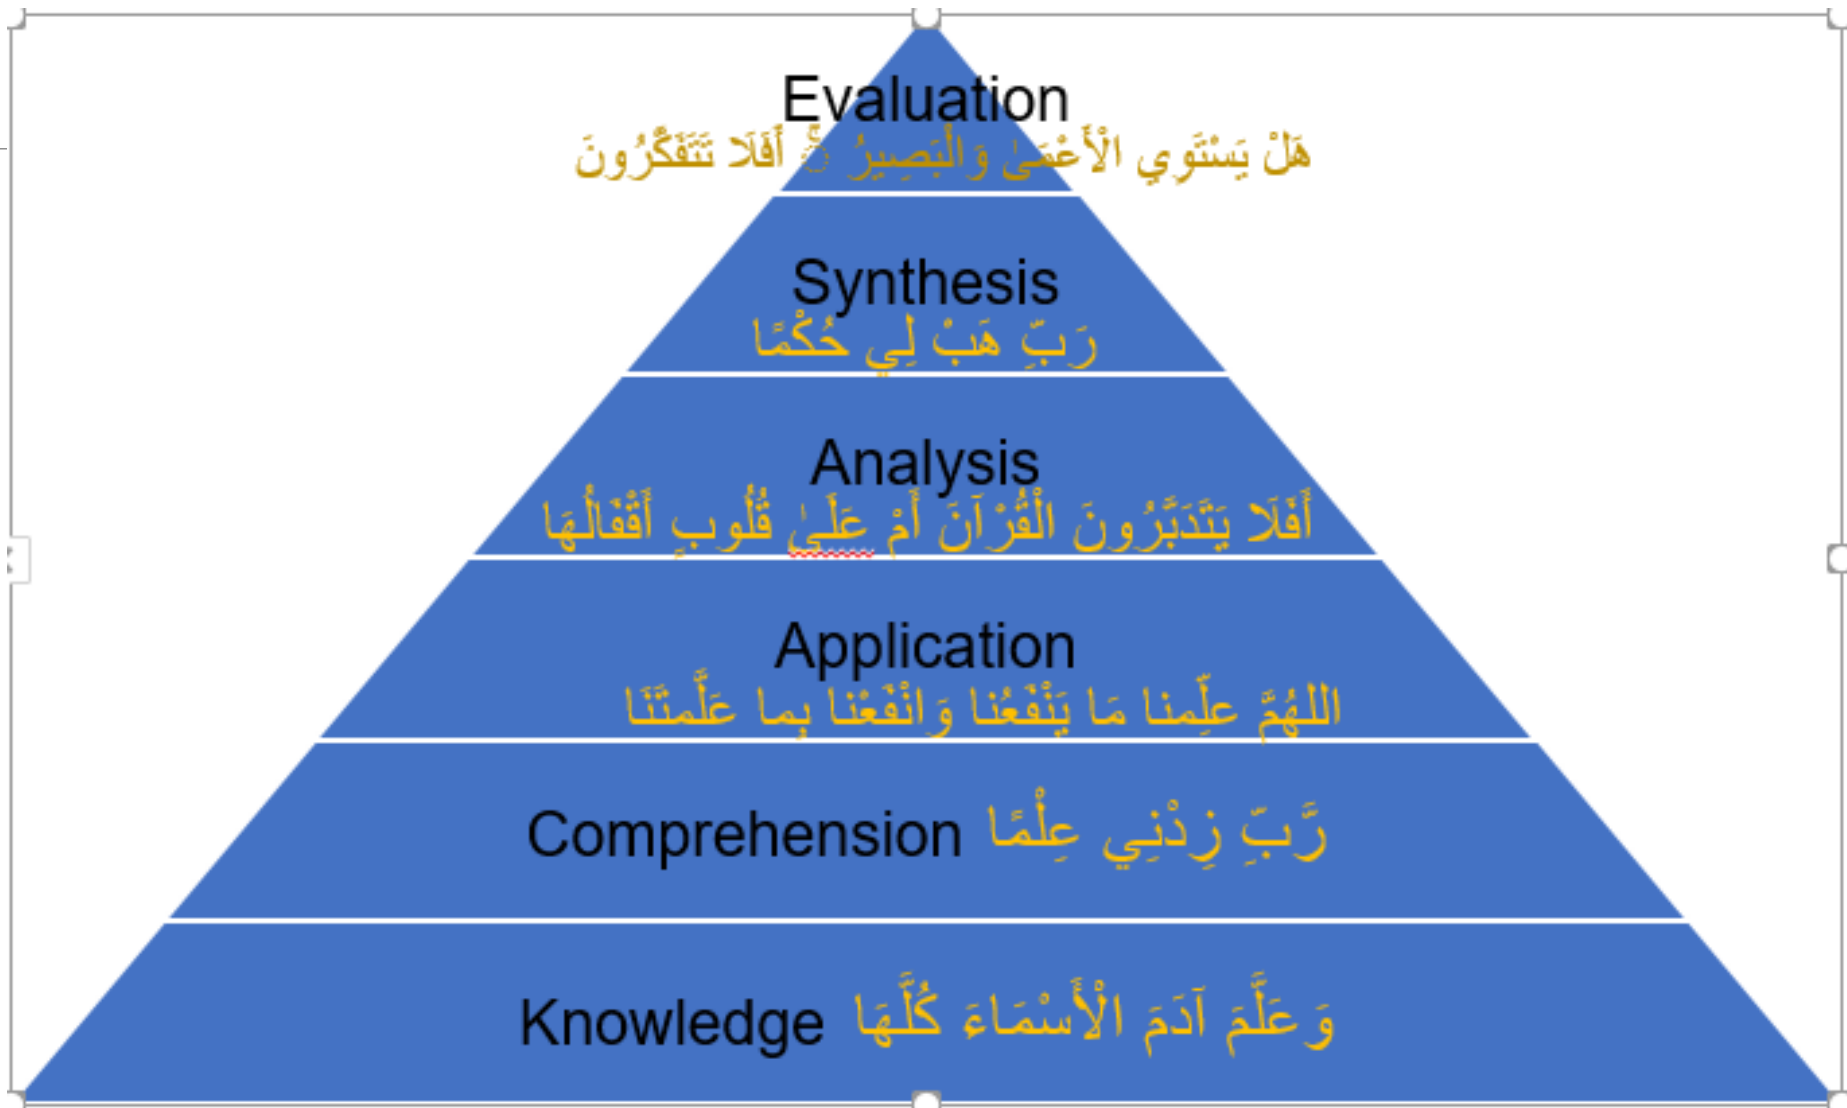 Evaluation
هَلْ يَسْتَوِي الْأَعْمَىٰ وَالْبَصِيرُ ۚ أَفَلَا تَتَفَكَّرُونَ
Synthesis
رَبِّ هَبْ لِي حُكْمًا
Analysis
أَفَلَا يَتَدَبَّرُونَ الْقُرْآنَ أَمْ عَلَىٰ قُلُوبٍ أَقْفَالُهَا
Application
اللهُمَّ علِّمنا مَا يَنْفَعُنا وَانْفَعْنا بِما عَلَّمتَنَا
Comprehension رَّبِّ زِدْنِي عِلْمًا
Knowledge وَعَلَّمَ آدَمَ الْأَسْمَاءَ كُلَّهَا